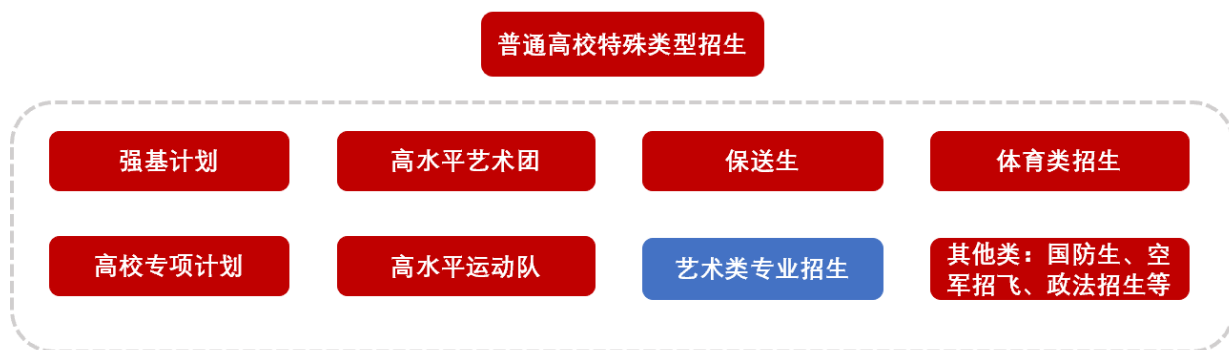 普通高校特殊类型招生
强基计划
高水平艺术团
保送生
体育类招生
高校专项计划
高水平运动队
艺术类专业招生
其他类：国防生、空
军招飞、政法招生等